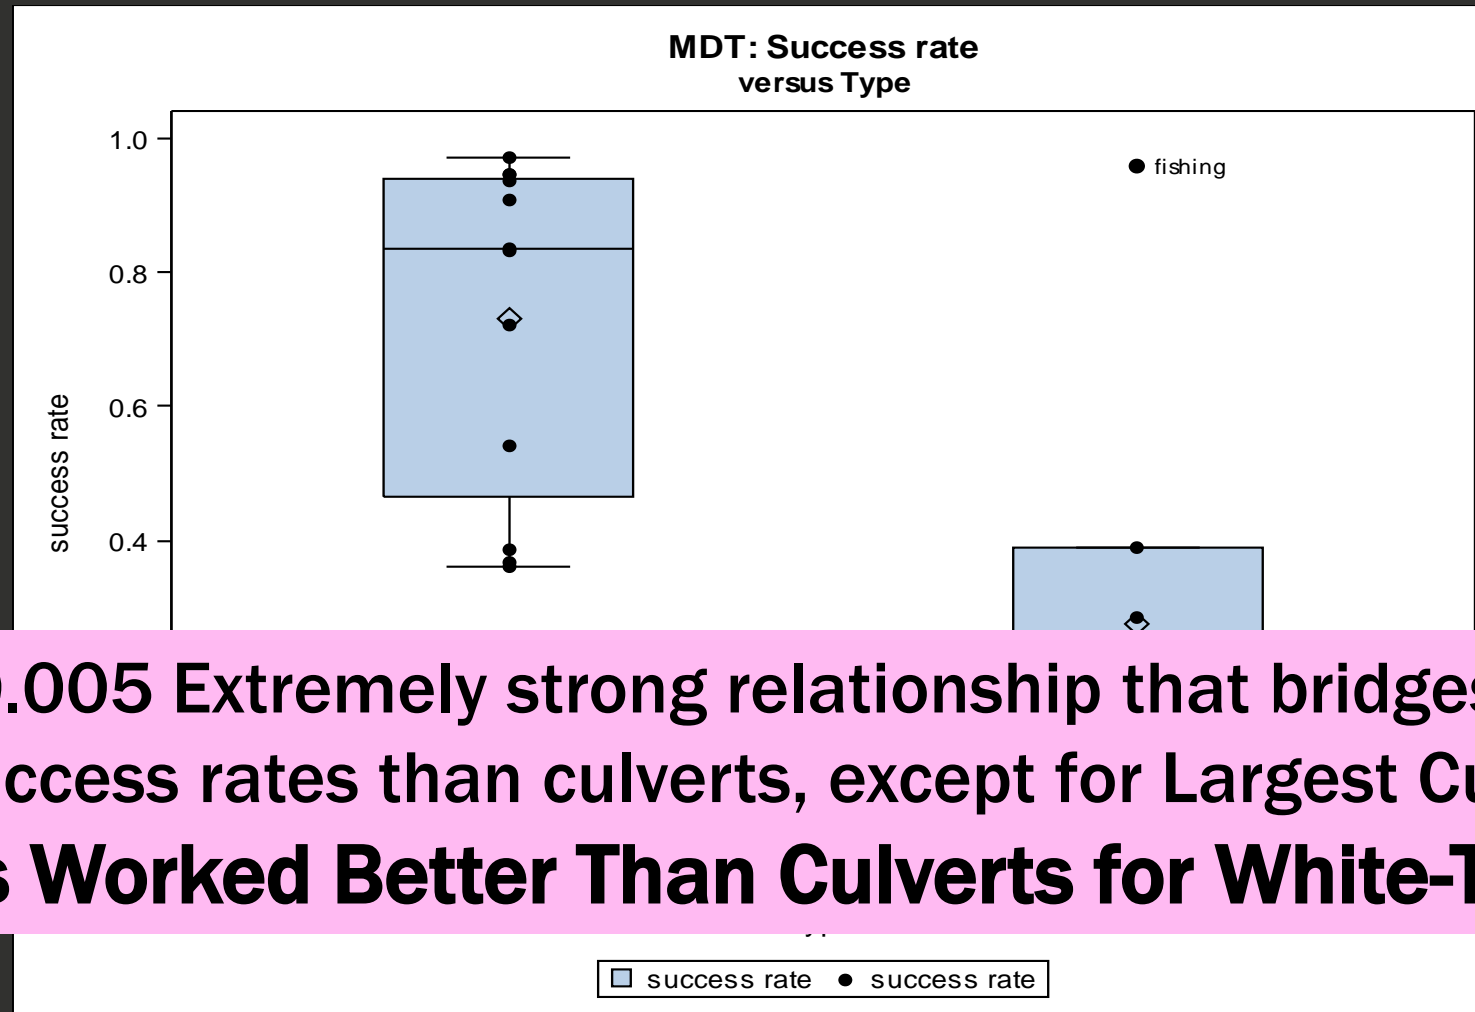 MDT: Success rate
versus Type
1.0
fishing
0.8
0.6
success rate
0.4
.005 Extremely strong relationship that bridges
ccess rates than culverts, except for Largest Cu
s Worked Better Than Culverts for White-T
success rate success rate